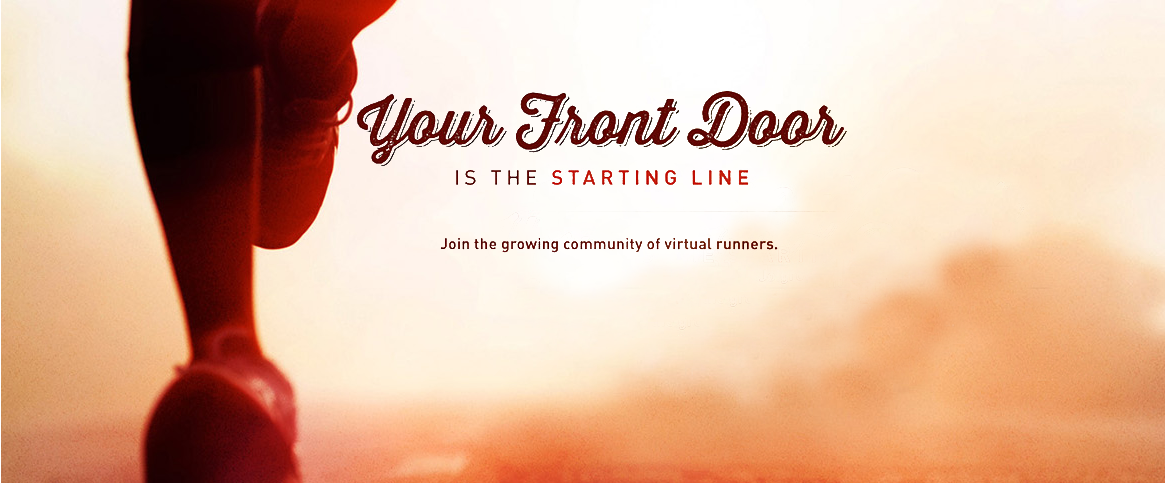 Your Front Door
IS THE STARTING LINE
Join the growing community of virtual runners.